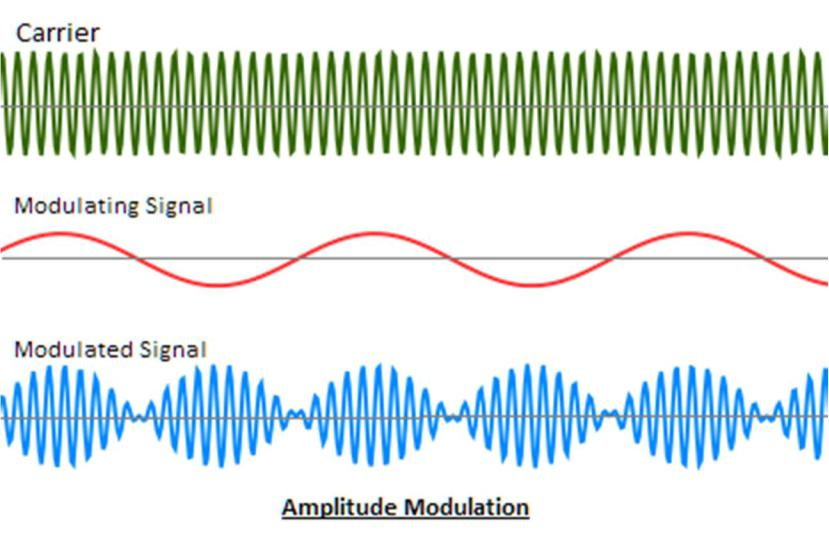 Carrier
Modulating Signal
Modulated Signal
Amplitude Modulation